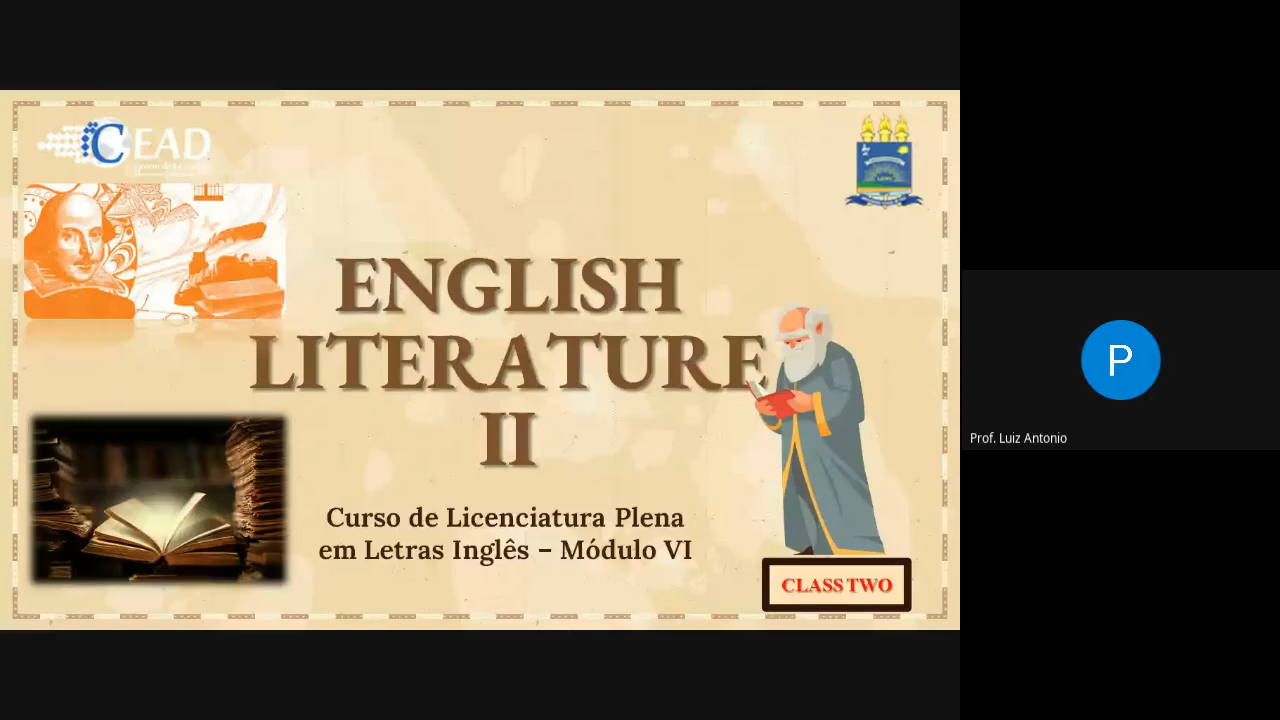 CEAD
ENGLISH
LITERATURE
II
Curso de Licenciatura Plena
em Letras Inglês – Módulo VI
CLASS TWO
P
Prof. Luiz Antonio